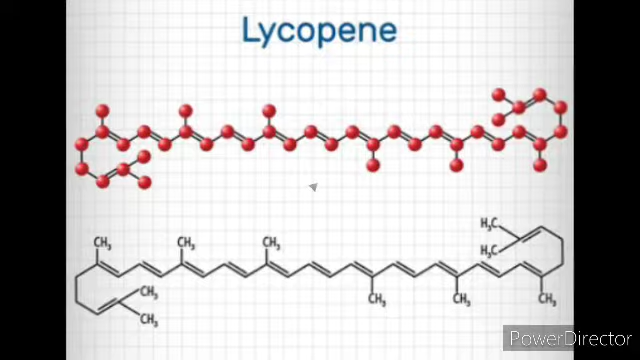 Lycopene
H₃C
CH₃ CH₃ CH₃
H₃C
CH₃
CH₃ CH₃ CH₃
CH₃
PowerDirector